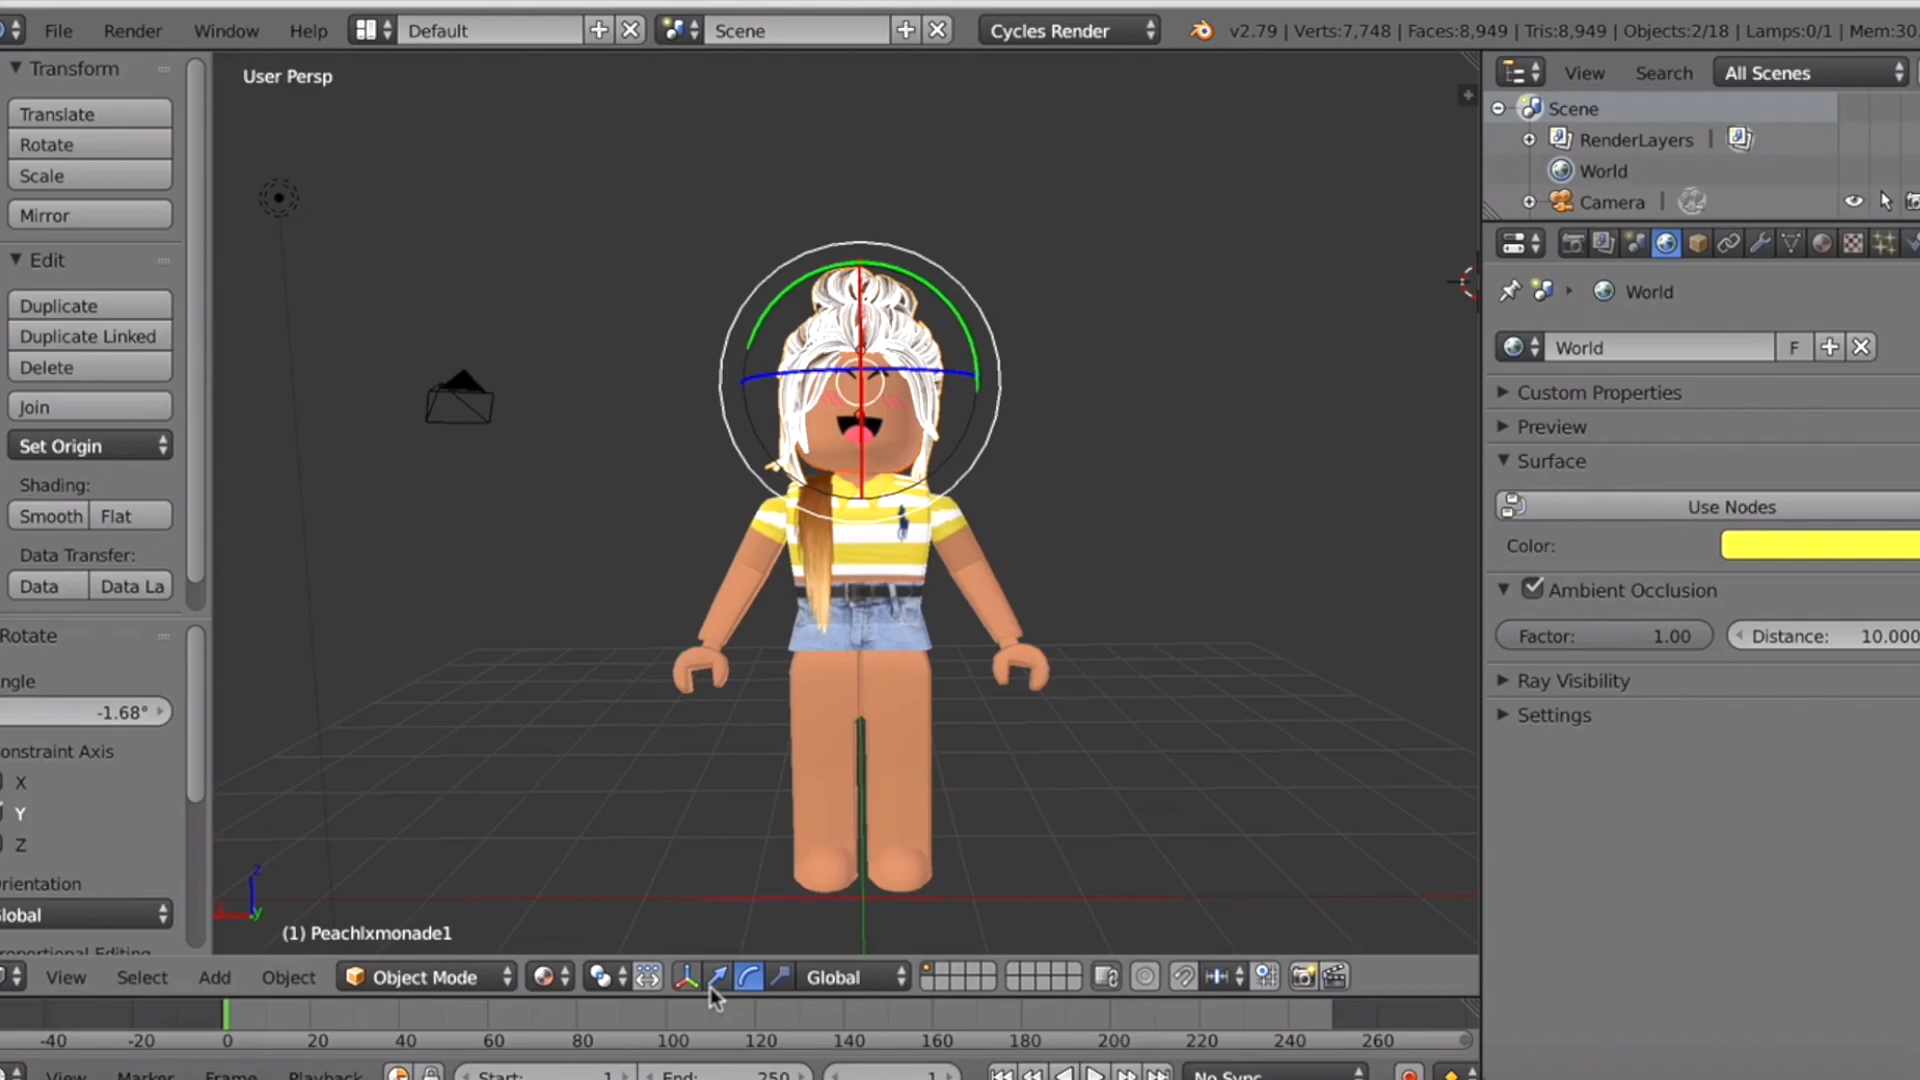 File Render Window Help Default Scene Cycles Render v2.79 | Verts:7,748 | Faces:8,949 | Tris:8,949 | Objects:2/18 | Lamps:0/1 | Mem:30.
Transform
Translate
Rotate
Scale
Mirror
Edit
Duplicate
Duplicate Linked
Delete
Join
Set Origin
Shading:
Smooth Flat
Data Transfer:
Data Data La
Rotate
ngle
-1.68°
onstraint Axis
X
Y
Z
rientation
lobal
User Persp
z
y
(1) Peachlxmonade1
View Search All Scenes
Scene
RenderLayers |
World
Camera |
World
World F
Custom Properties
Preview
Surface
Use Nodes
Color:
Ambient Occlusion
Factor: 1.00 Distance: 10.000
Ray Visibility
Settings
View Select Add Object Object Mode Global
-40 -20 0 20 40 60 80 100 120 140 160 180 200 220 240 260
View Marker Frame Playback Start: 1 End: 250 1 No Sync